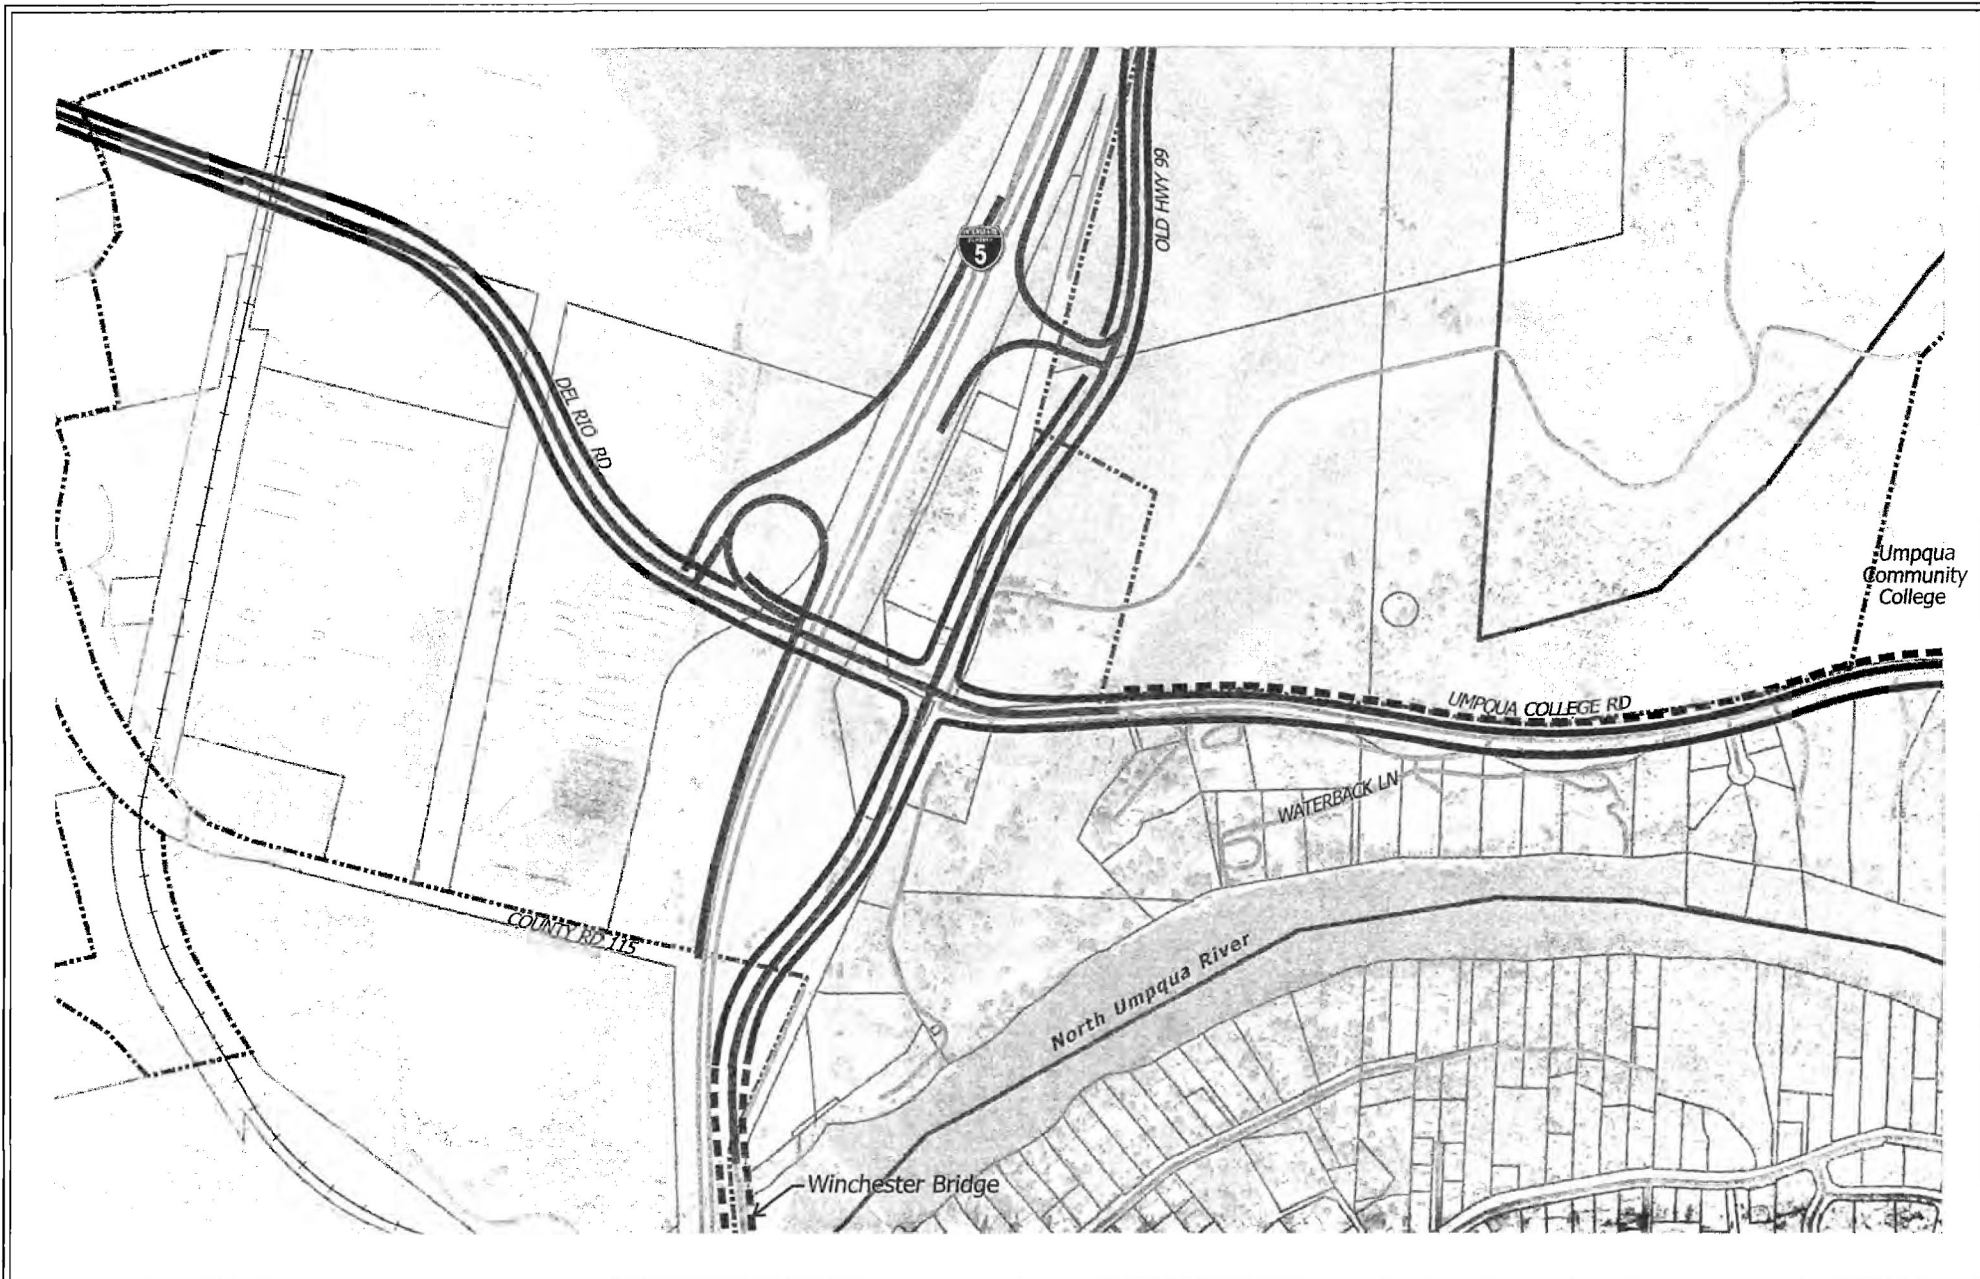 OLD HWY 99
INTERSTATE
5
DEL RIO RD
Umpqua
Community
College
UMPQUA COLLEGE RD
WATERBACK LN
COUNTY RD 115
North Umpqua River
Winchester Bridge